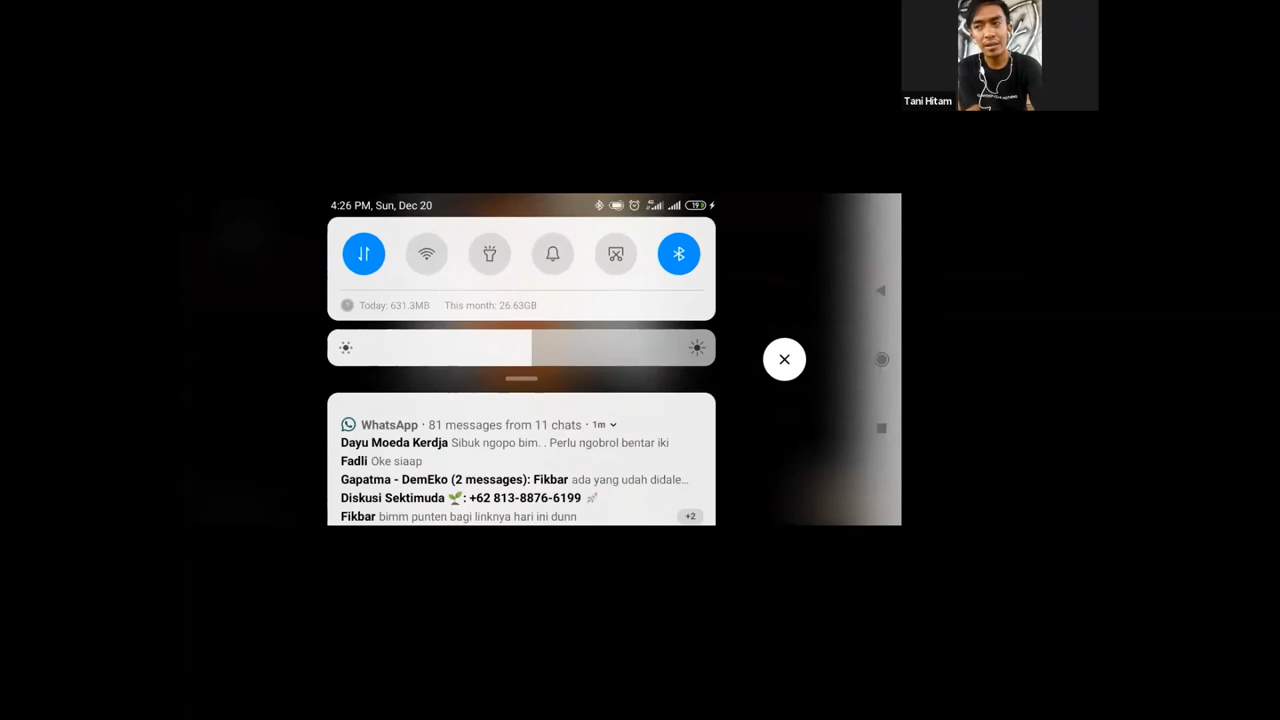 Tani Hitam
4:26 PM, Sun, Dec 20
4G
19
Today: 631.3MB This month: 26.63GB
WhatsApp · 81 messages from 11 chats · 1m
Dayu Moeda Kerdja Sibuk ngopo bim. . Perlu ngobrol bentar iki
Fadli Oke siaap
Gapatma - DemEko (2 messages): Fikbar ada yang udah didale…
Diskusi Sektimuda 🌱: +62 813-8876-6199 🚀
Fikbar bimm punten bagi linknya hari ini dunn
+2